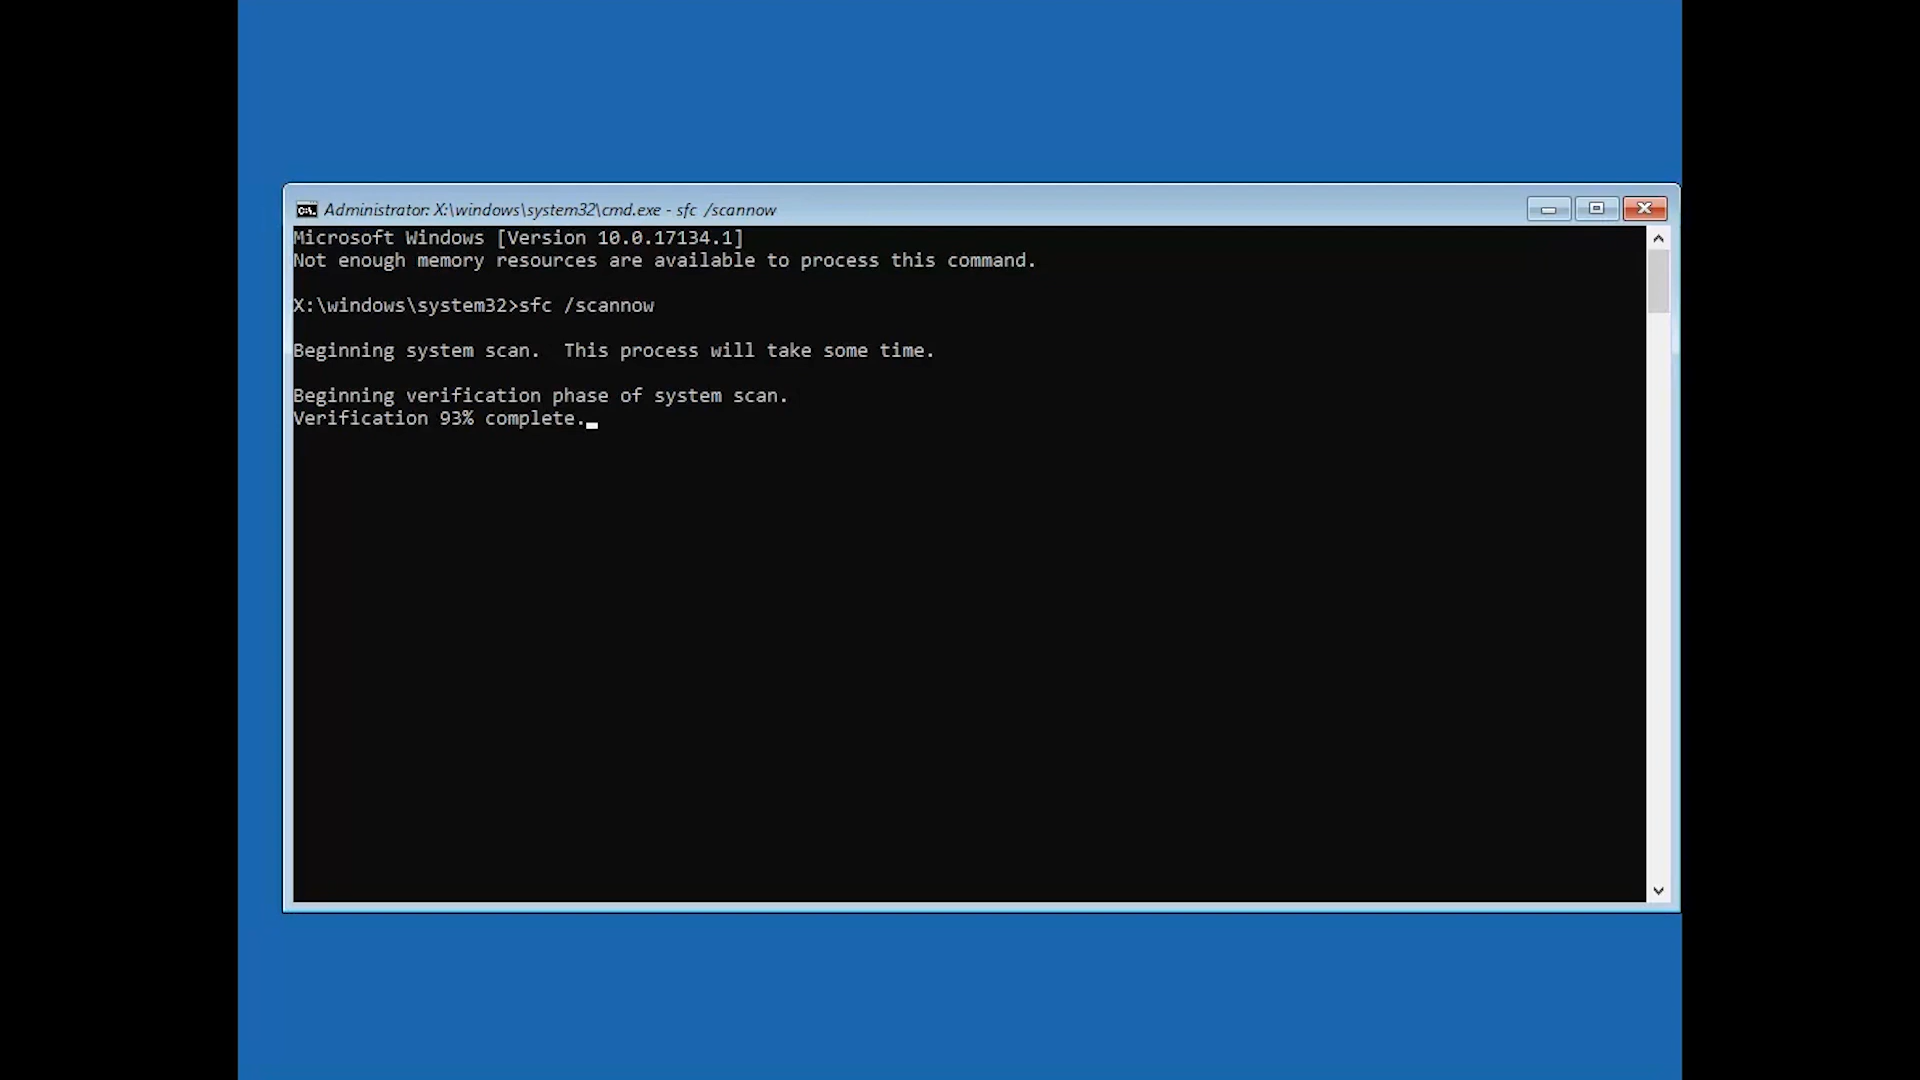 Administrator: X:\windows\system32\cmd.exe - sfc /scannow
Microsoft Windows [Version 10.0.17134.1]
Not enough memory resources are available to process this command.
X:\windows\system32>sfc /scannow
Beginning system scan.  This process will take some time.
Beginning verification phase of system scan.
Verification 93% complete.